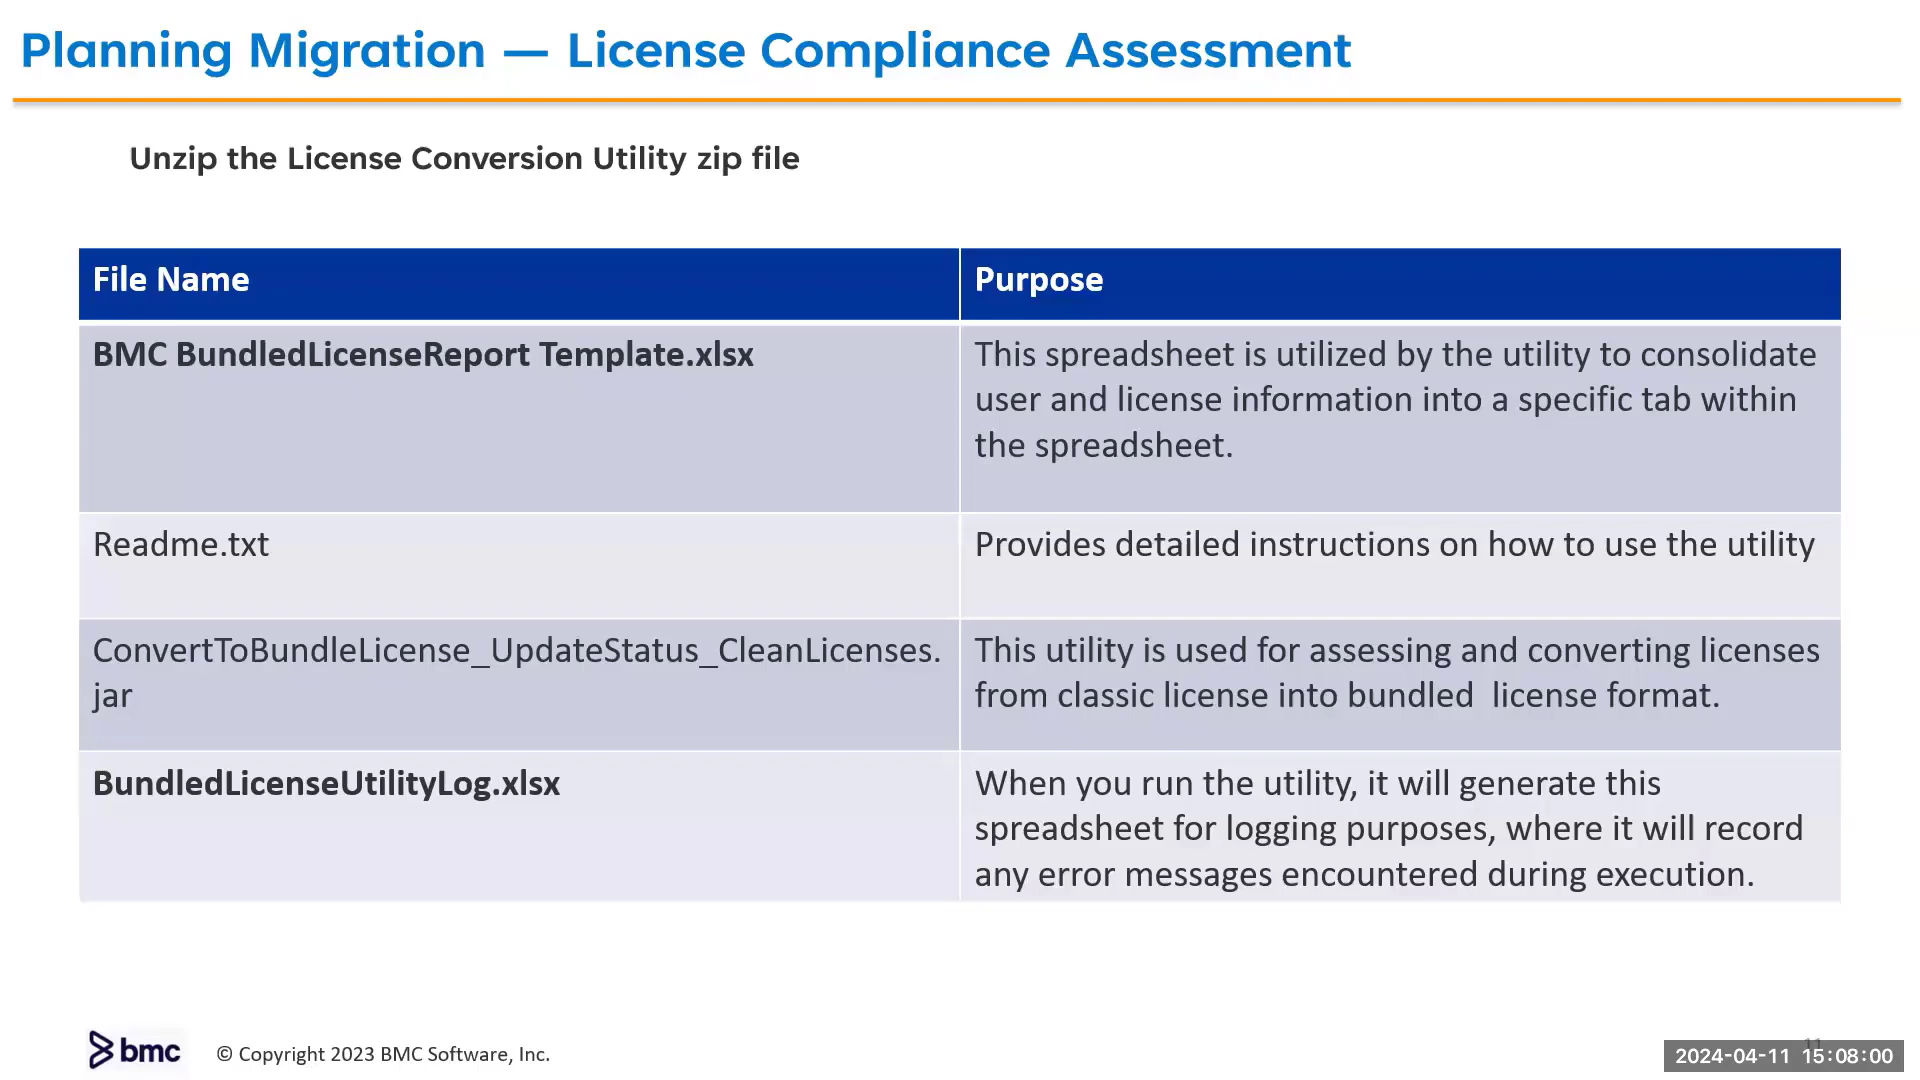 Planning Migration — License Compliance Assessment
Unzip the License Conversion Utility zip file
File Name
Purpose
BMC BundledLicenseReport Template.xlsx
This spreadsheet is utilized by the utility to consolidate
user and license information into a specific tab within
the spreadsheet.
Readme.txt
Provides detailed instructions on how to use the utility
ConvertToBundleLicense_UpdateStatus_CleanLicenses.
jar
This utility is used for assessing and converting licenses
from classic license into bundled  license format.
BundledLicenseUtilityLog.xlsx
When you run the utility, it will generate this
spreadsheet for logging purposes, where it will record
any error messages encountered during execution.
bmc
© Copyright 2023 BMC Software, Inc.
11
2024-04-11 15:08:00